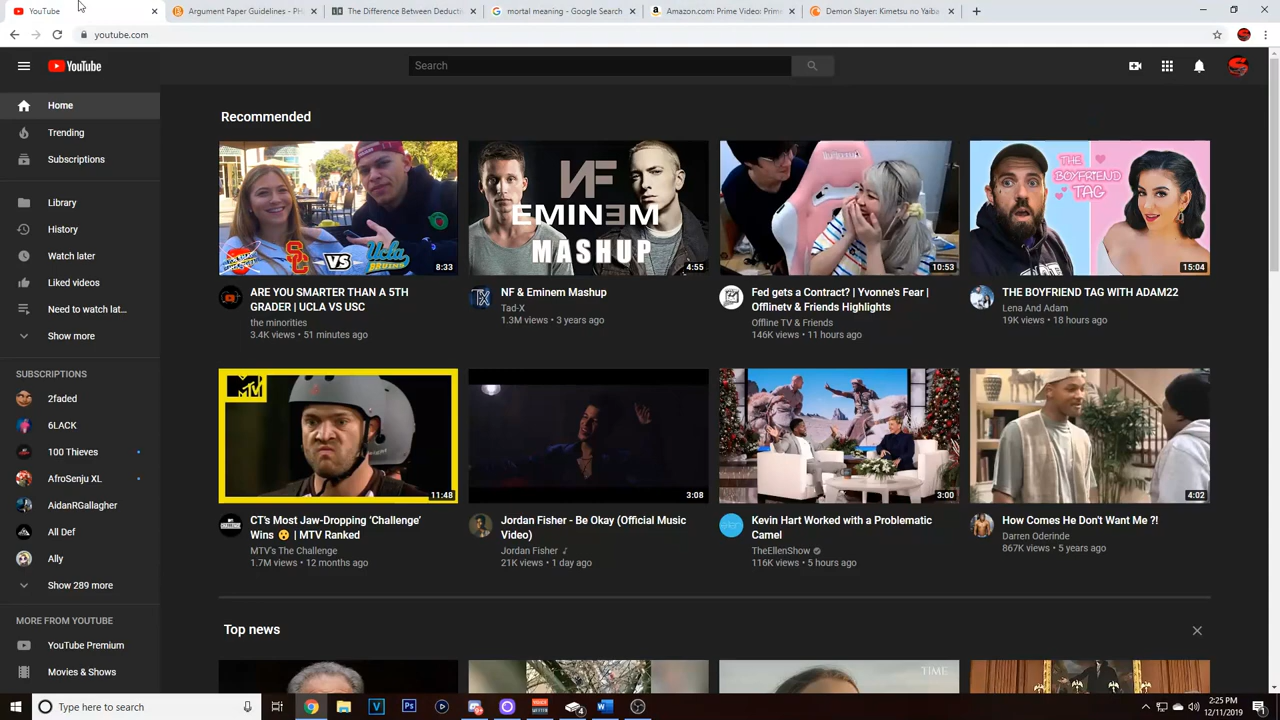 YouTube
Argument Paper Guidelines - PH
The Difference Between Deducti
mortal meaning - Google Search
Amazon.com: Prime Video: Prim
Demon Slayer: Kimetsu no Yaiba
youtube.com
YouTube
Search
Home
Trending
Subscriptions
Library
History
Watch later
Liked videos
Need to watch lat...
Show more
SUBSCRIPTIONS
2faded
6LACK
100 Thieves
AfroSenju XL
AidanRGallagher
All Def
Ally
Show 289 more
MORE FROM YOUTUBE
YouTube Premium
Movies & Shows
Recommended
VS
UCLA
BRUINS
8:33
ARE YOU SMARTER THAN A 5TH
GRADER | UCLA VS USC
the minorities
3.4K views • 51 minutes ago
NF
EMINEM
MASHUP
4:55
NF & Eminem Mashup
Tad-X
1.3M views • 3 years ago
10:53
Fed gets a Contract? | Yvonne's Fear |
Offlinetv & Friends Highlights
Offline TV & Friends
146K views • 11 hours ago
THE
BOYFRIEND
TAG
15:04
THE BOYFRIEND TAG WITH ADAM22
Lena And Adam
19K views • 18 hours ago
MTV
11:48
CT's Most Jaw-Dropping 'Challenge'
Wins 😮 | MTV Ranked
MTV's The Challenge
1.7M views • 12 months ago
3:08
Jordan Fisher - Be Okay (Official Music
Video)
Jordan Fisher
21K views • 1 day ago
3:00
Kevin Hart Worked with a Problematic
Camel
TheEllenShow
116K views • 5 hours ago
4:02
How Comes He Don't Want Me ?!
Darren Oderinde
867K views • 5 years ago
Top news
TIME
Type here to search
2:25 PM
12/11/2019